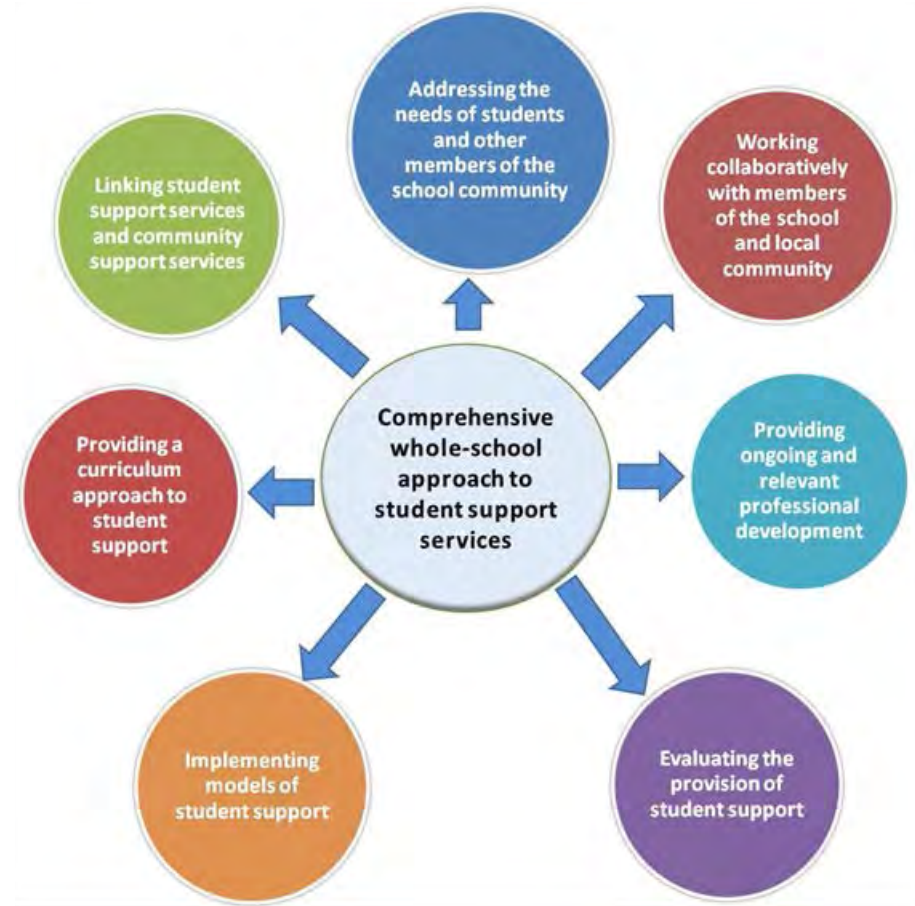 Addressing the
needs of students
and other
members of the
school community
Linking student
support services
and community
support services
Working
collaboratively
with members
of the school
and local
community
Comprehensive
whole-school
approach to
student support
services
Providing a
curriculum
approach to
student
support
Providing
ongoing and
relevant
professional
development
Implementing
models of
student support
Evaluating the
provision of
student support